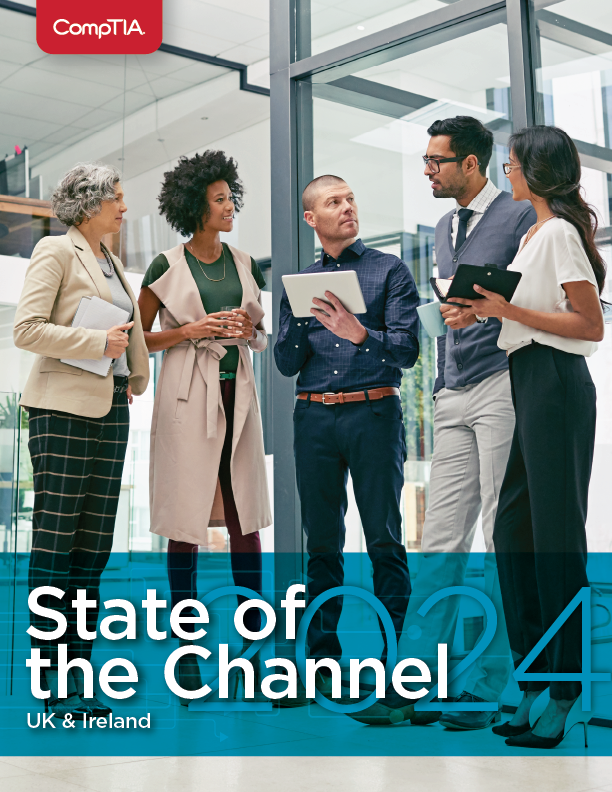 CompTIA.
State of
the Channel
2024
UK & Ireland